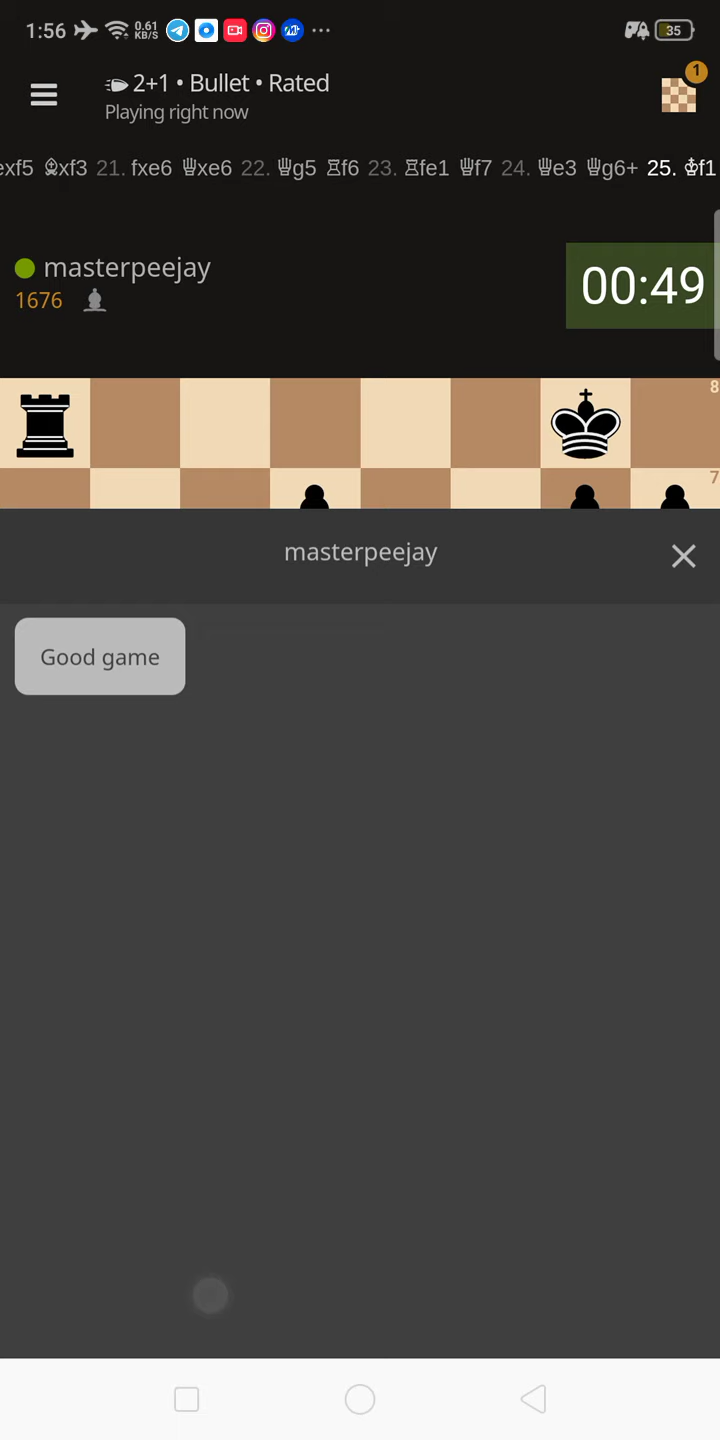 1:56 0.61 KB/S 35
2+1 • Bullet • Rated 1
Playing right now
exf5 ♗xf3 21. fxe6 ♕xe6 22. ♕g5 ♖f6 23. ♖fe1 ♕f7 24. ♕e3 ♕g6+ 25. ♔f1
masterpeejay
1676
00:49
8
7
masterpeejay
Good game